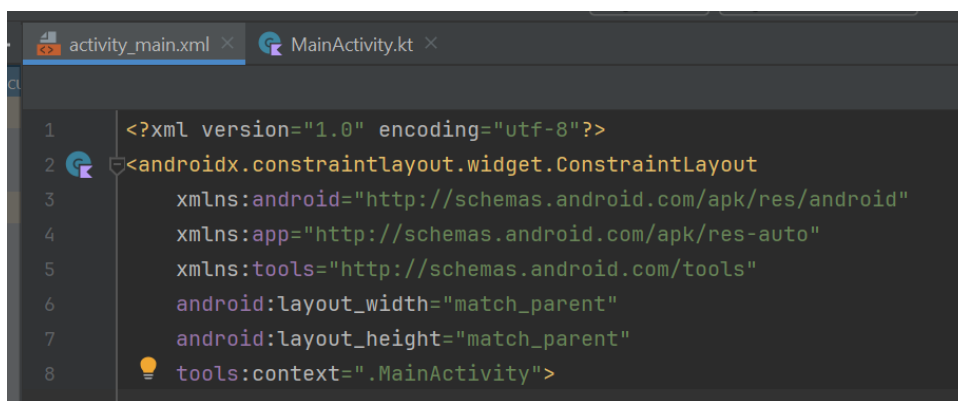 activity_main.xml MainActivity.kt
1 <?xml version="1.0" encoding="utf-8"?>
2 <androidx.constraintlayout.widget.ConstraintLayout
3 xmlns:android="http://schemas.android.com/apk/res/android"
4 xmlns:app="http://schemas.android.com/apk/res-auto"
5 xmlns:tools="http://schemas.android.com/tools"
6 android:layout_width="match_parent"
7 android:layout_height="match_parent"
8 tools:context=".MainActivity">